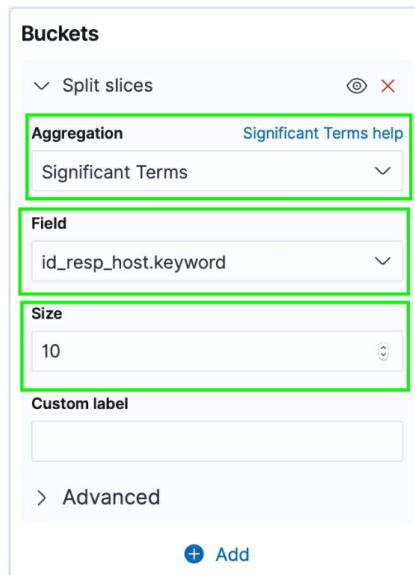 Buckets
Split slices
Aggregation Significant Terms help
Significant Terms
Field
id_resp_host.keyword
Size
10
Custom label
Advanced
Add